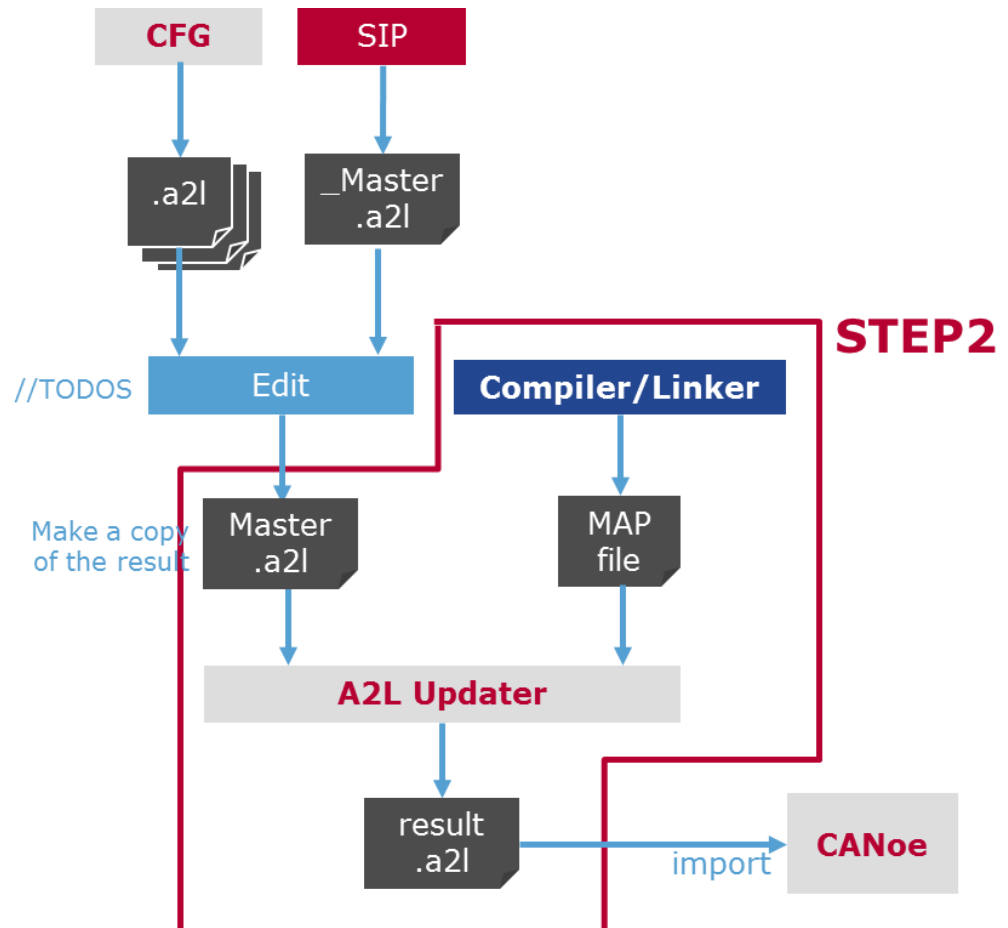 CFG
SIP
.a2l
_Master
.a2l
STEP2
//TODOS
Edit
Compiler/Linker
Make a copy
of the result
Master
.a2l
MAP
file
A2L Updater
result
.a2l
import
CANoe